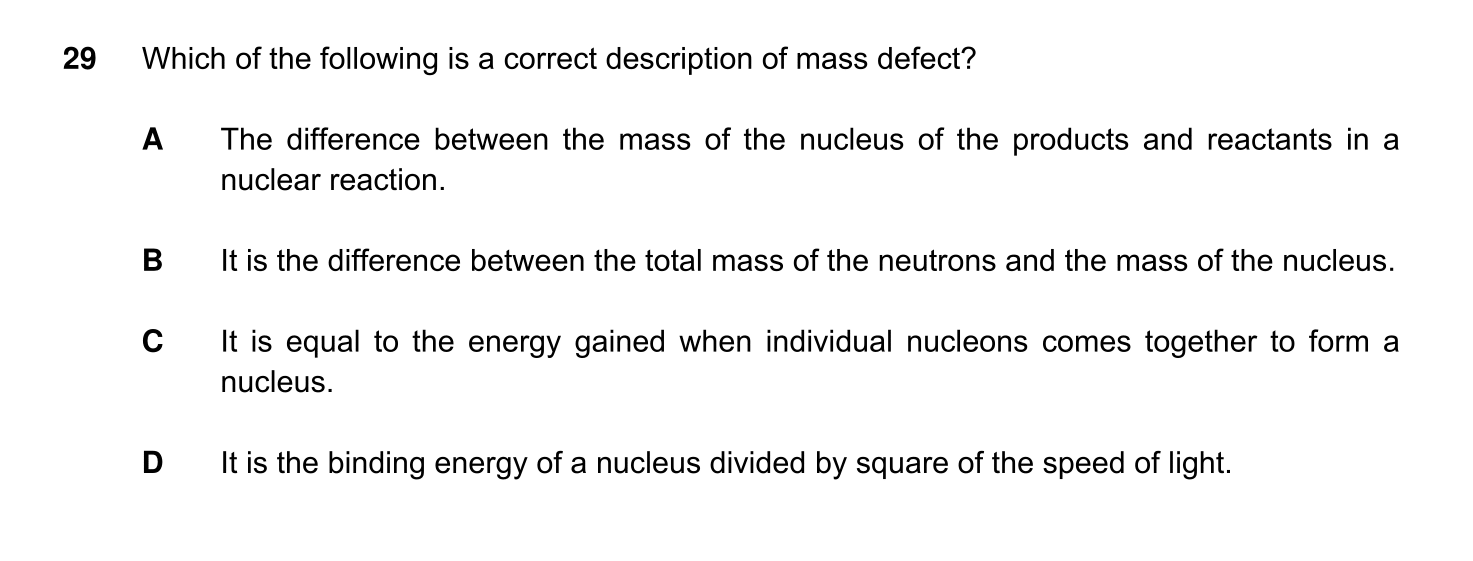 29 Which of the following is a correct description of mass defect?
A The difference between the mass of the nucleus of the products and reactants in a
nuclear reaction.
B It is the difference between the total mass of the neutrons and the mass of the nucleus.
C It is equal to the energy gained when individual nucleons comes together to form a
nucleus.
D It is the binding energy of a nucleus divided by square of the speed of light.